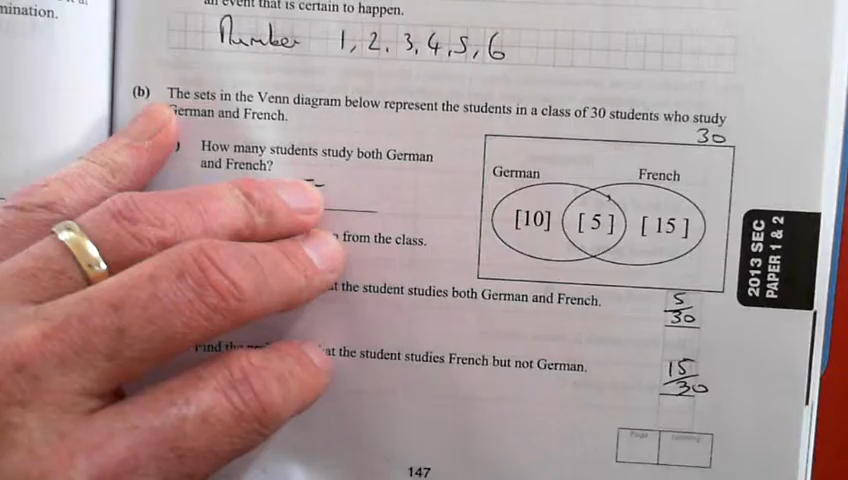 mination.
an event that is certain to happen.
Number 1, 2, 3, 4, 5, 6
(b) The sets in the Venn diagram below represent the students in a class of 30 students who study
German and French.
30
How many students study both German
and French?
German French
[10] [ 5 ] [ 15 ]
from the class.
the student studies both German and French.
5
30
Find the at the student studies French but not German.
15
30
2013 SEC
PAPER 1 & 2
Page
147